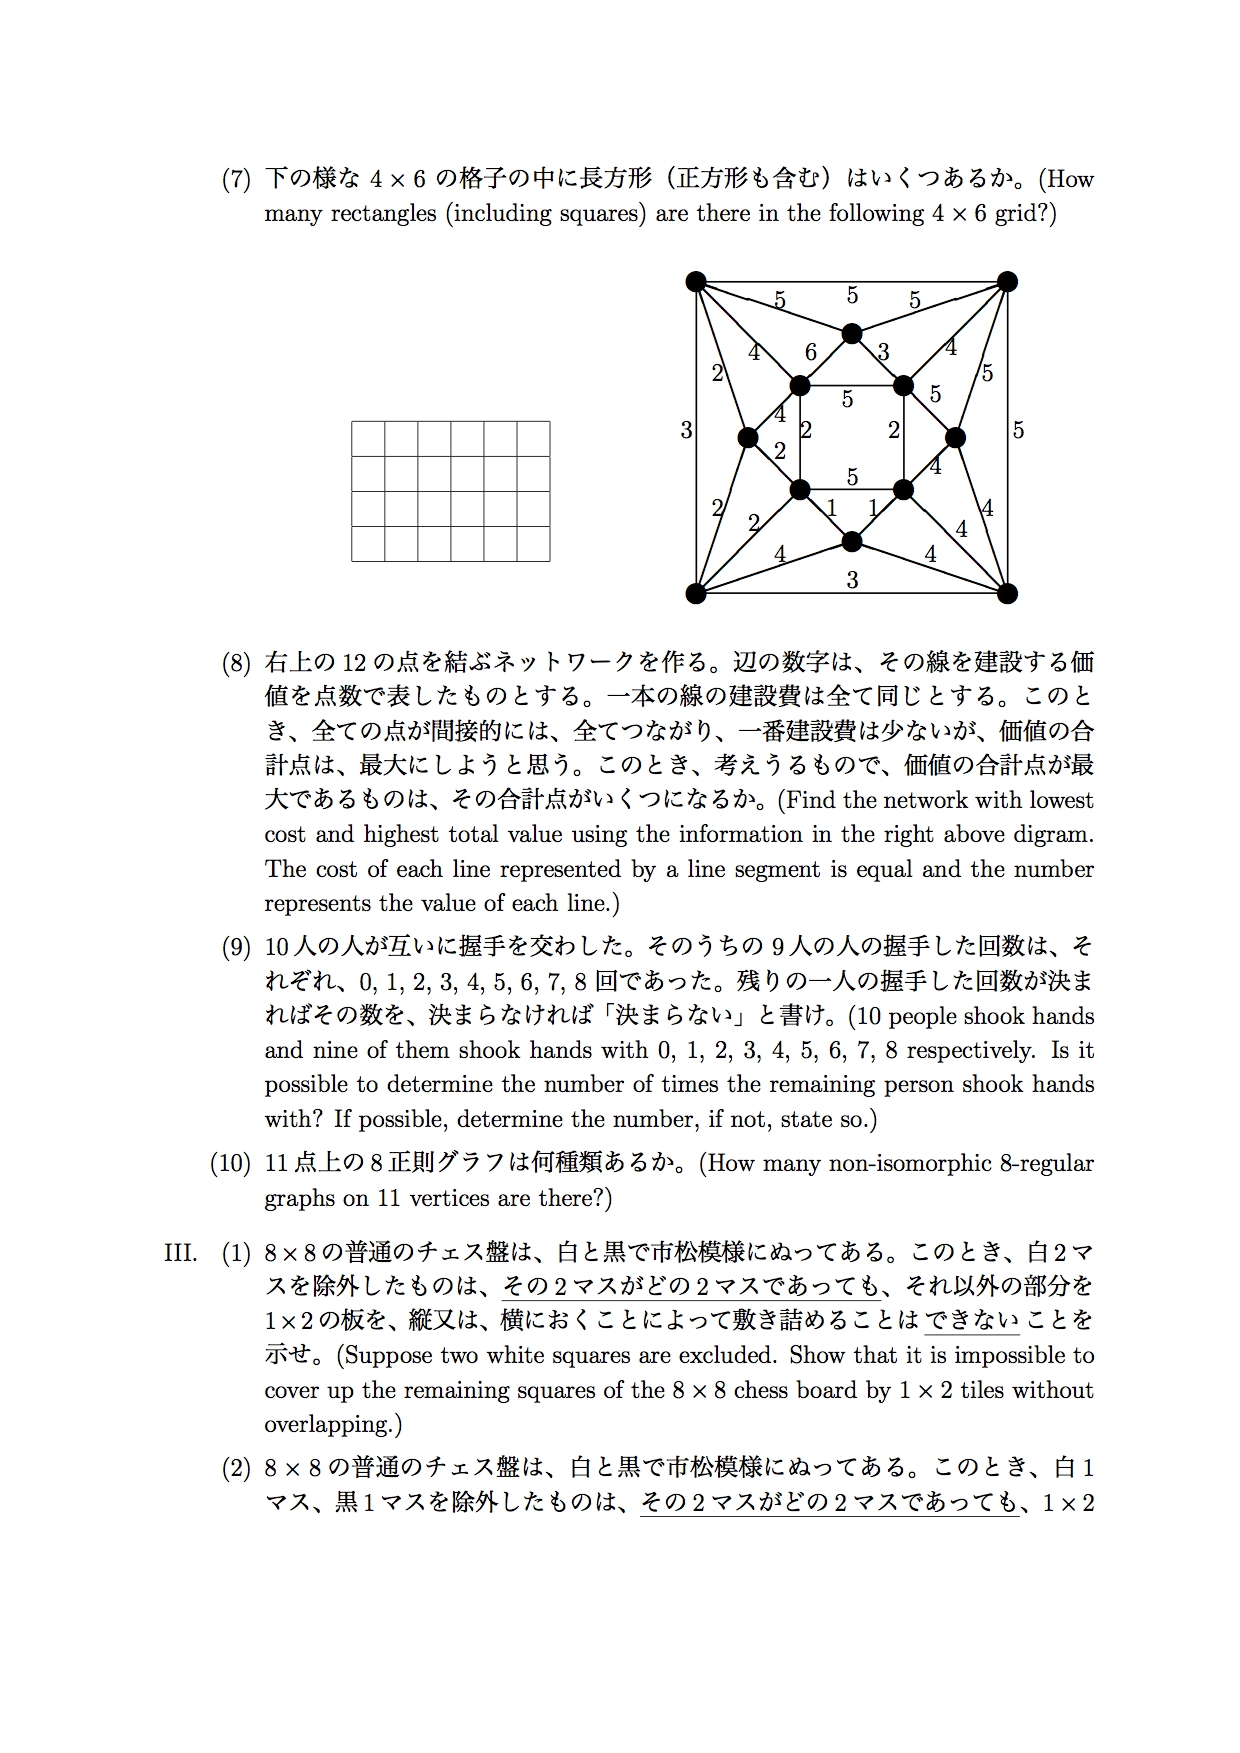 (7) 下の様な 4 × 6 の格子の中に長方形（正方形も含む）はいくつあるか。(How
many rectangles (including squares) are there in the following 4 × 6 grid?)
5 5 5
4 6 3 4
2 5
5 5
4
3 2 2 5
2 5 4
2 1 1 4
2 4
4 4
3
(8) 右上の 12 の点を結ぶネットワークを作る。辺の数字は、その線を建設する価
値を点数で表したものとする。一本の線の建設費は全て同じとする。このと
き、全ての点が間接的には、全てつながり、一番建設費は少ないが、価値の合
計点は、最大にしようと思う。このとき、考えうるもので、価値の合計点が最
大であるものは、その合計点がいくつになるか。(Find the network with lowest
cost and highest total value using the information in the right above digram.
The cost of each line represented by a line segment is equal and the number
represents the value of each line.)
(9) 10 人の人が互いに握手を交わした。そのうちの 9 人の人の握手した回数は、そ
れぞれ、0, 1, 2, 3, 4, 5, 6, 7, 8 回であった。残りの一人の握手した回数が決ま
ればその数を、決まらなければ「決まらない」と書け。(10 people shook hands
and nine of them shook hands with 0, 1, 2, 3, 4, 5, 6, 7, 8 respectively. Is it
possible to determine the number of times the remaining person shook hands
with? If possible, determine the number, if not, state so.)
(10) 11 点上の 8 正則グラフは何種類あるか。(How many non-isomorphic 8-regular
graphs on 11 vertices are there?)
III. (1) 8 × 8 の普通のチェス盤は、白と黒で市松模様にぬってある。このとき、白 2 マ
スを除外したものは、その 2 マスがどの 2 マスであっても、それ以外の部分を
1 × 2 の板を、縦又は、横におくことによって敷き詰めることは できない ことを
示せ。(Suppose two white squares are excluded. Show that it is impossible to
cover up the remaining squares of the 8 × 8 chess board by 1 × 2 tiles without
overlapping.)
(2) 8 × 8 の普通のチェス盤は、白と黒で市松模様にぬってある。このとき、白 1
マス、黒 1 マスを除外したものは、その 2 マスがどの 2 マスであっても、1 × 2